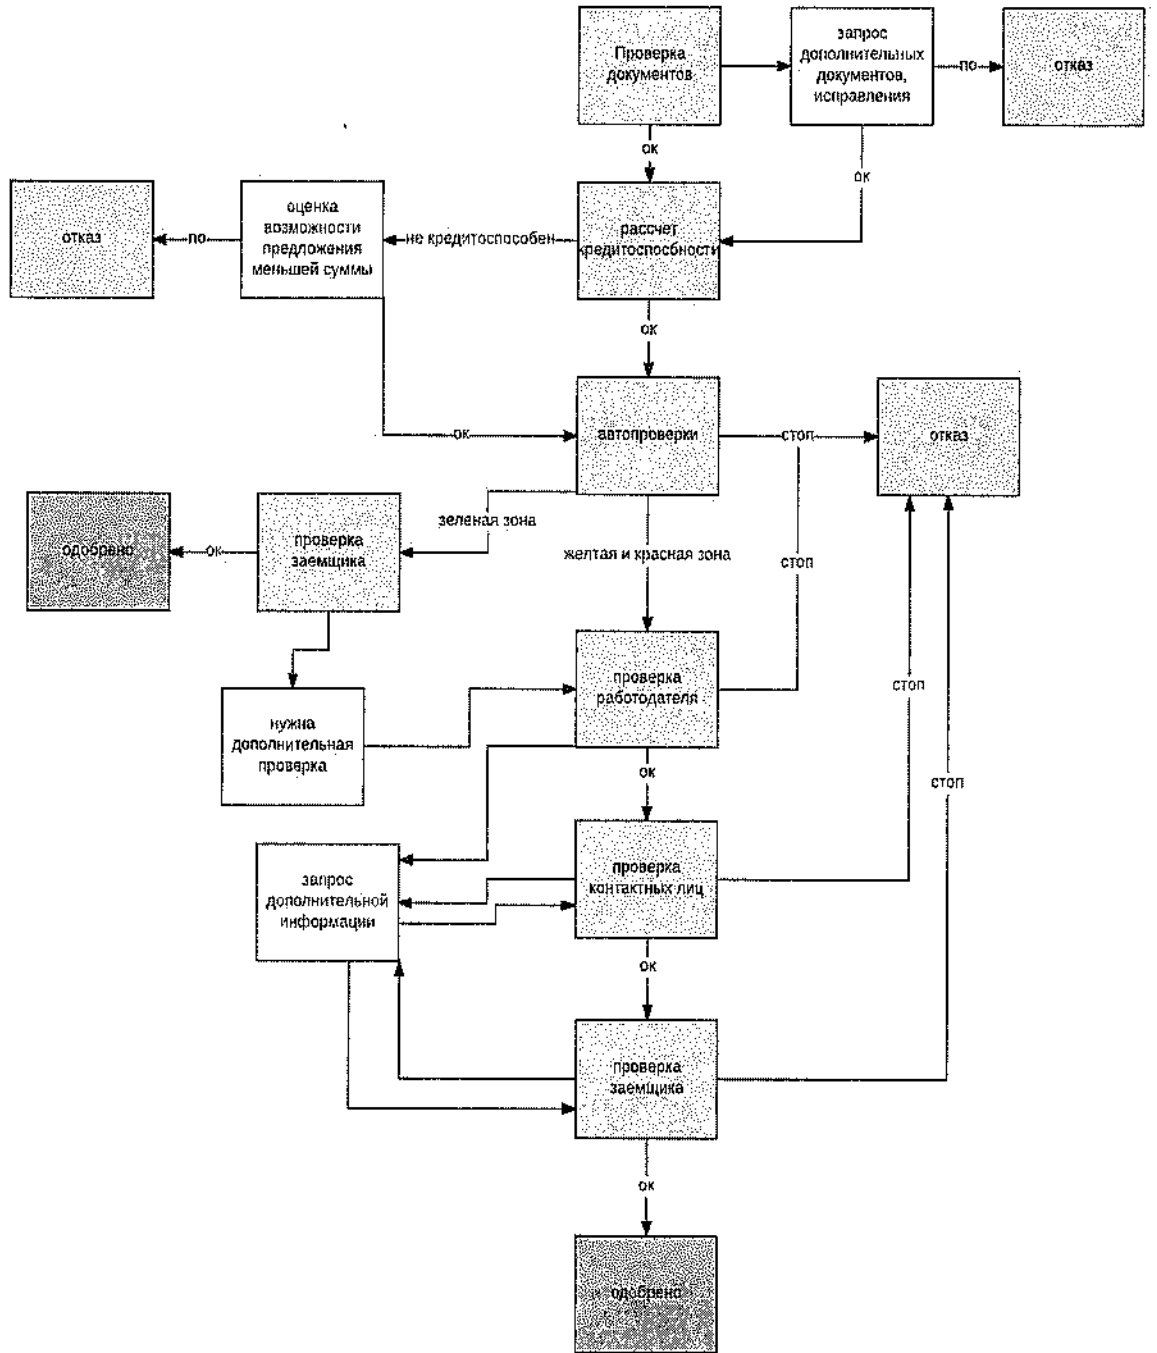 Проверка
документов
запрос
дополнительных
документов,
исправления
по
отказ
ок
ок
отказ
по
оценка
возможности
предложения
меньшей суммы
не кредитоспособен
рассчет
кредитоспосбности
ок
ок
автопроверки
стоп
отказ
зеленая зона
одобрено
ок
проверка
заемщика
желтая и красная зона
стоп
проверка
работодателя
стоп
нужна
дополнительная
проверка
ок
стоп
запрос
дополнительной
информации
проверка
контактных лиц
ок
проверка
заемщика
ок
одобрено